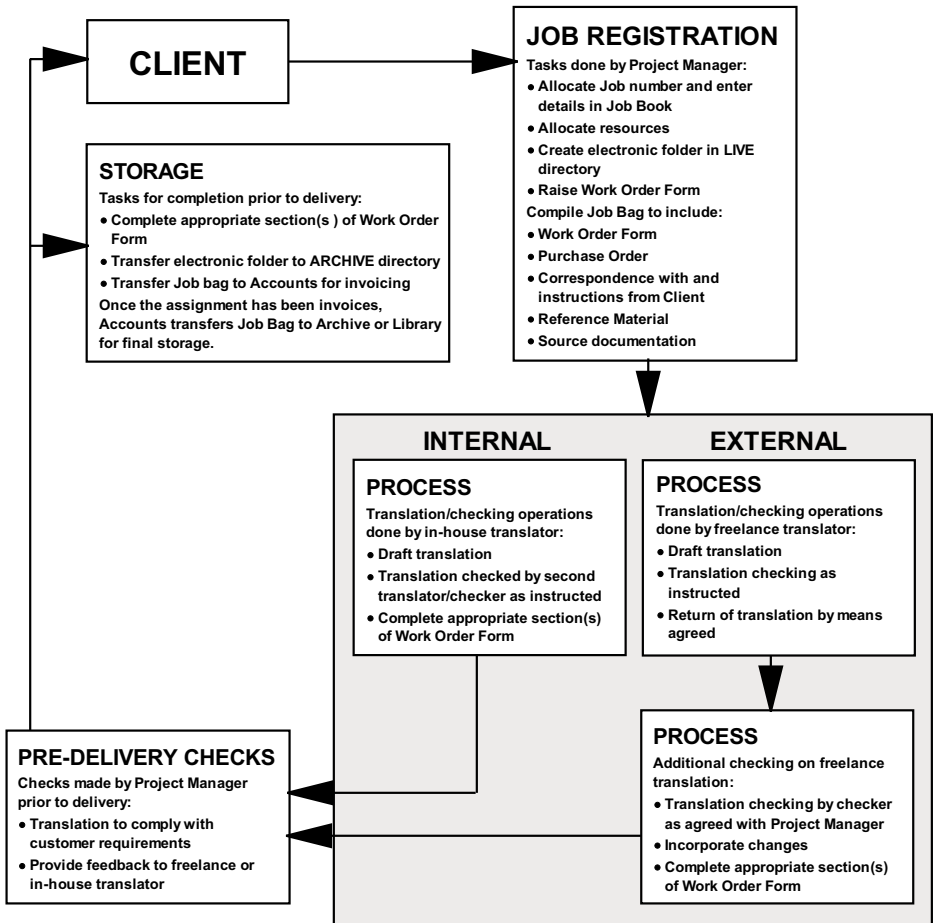 CLIENT
JOB REGISTRATION
Tasks done by Project Manager:
• Allocate Job number and enter
details in Job Book
• Allocate resources
• Create electronic folder in LIVE
directory
• Raise Work Order Form
Compile Job Bag to include:
• Work Order Form
• Purchase Order
• Correspondence with and
instructions from Client
• Reference Material
• Source documentation
STORAGE
Tasks for completion prior to delivery:
• Complete appropriate section(s ) of Work Order
Form
• Transfer electronic folder to ARCHIVE directory
• Transfer Job bag to Accounts for invoicing
Once the assignment has been invoices,
Accounts transfers Job Bag to Archive or Library
for final storage.
INTERNAL
PROCESS
Translation/checking operations
done by in-house translator:
• Draft translation
• Translation checked by second
translator/checker as instructed
• Complete appropriate section(s)
of Work Order Form
EXTERNAL
PROCESS
Translation/checking operations
done by freelance translator:
• Draft translation
• Translation checking as
instructed
• Return of translation by means
agreed
PROCESS
Additional checking on freelance
translation:
• Translation checking by checker
as agreed with Project Manager
• Incorporate changes
• Complete appropriate section(s)
of Work Order Form
PRE-DELIVERY CHECKS
Checks made by Project Manager
prior to delivery:
• Translation to comply with
customer requirements
• Provide feedback to freelance or
in-house translator